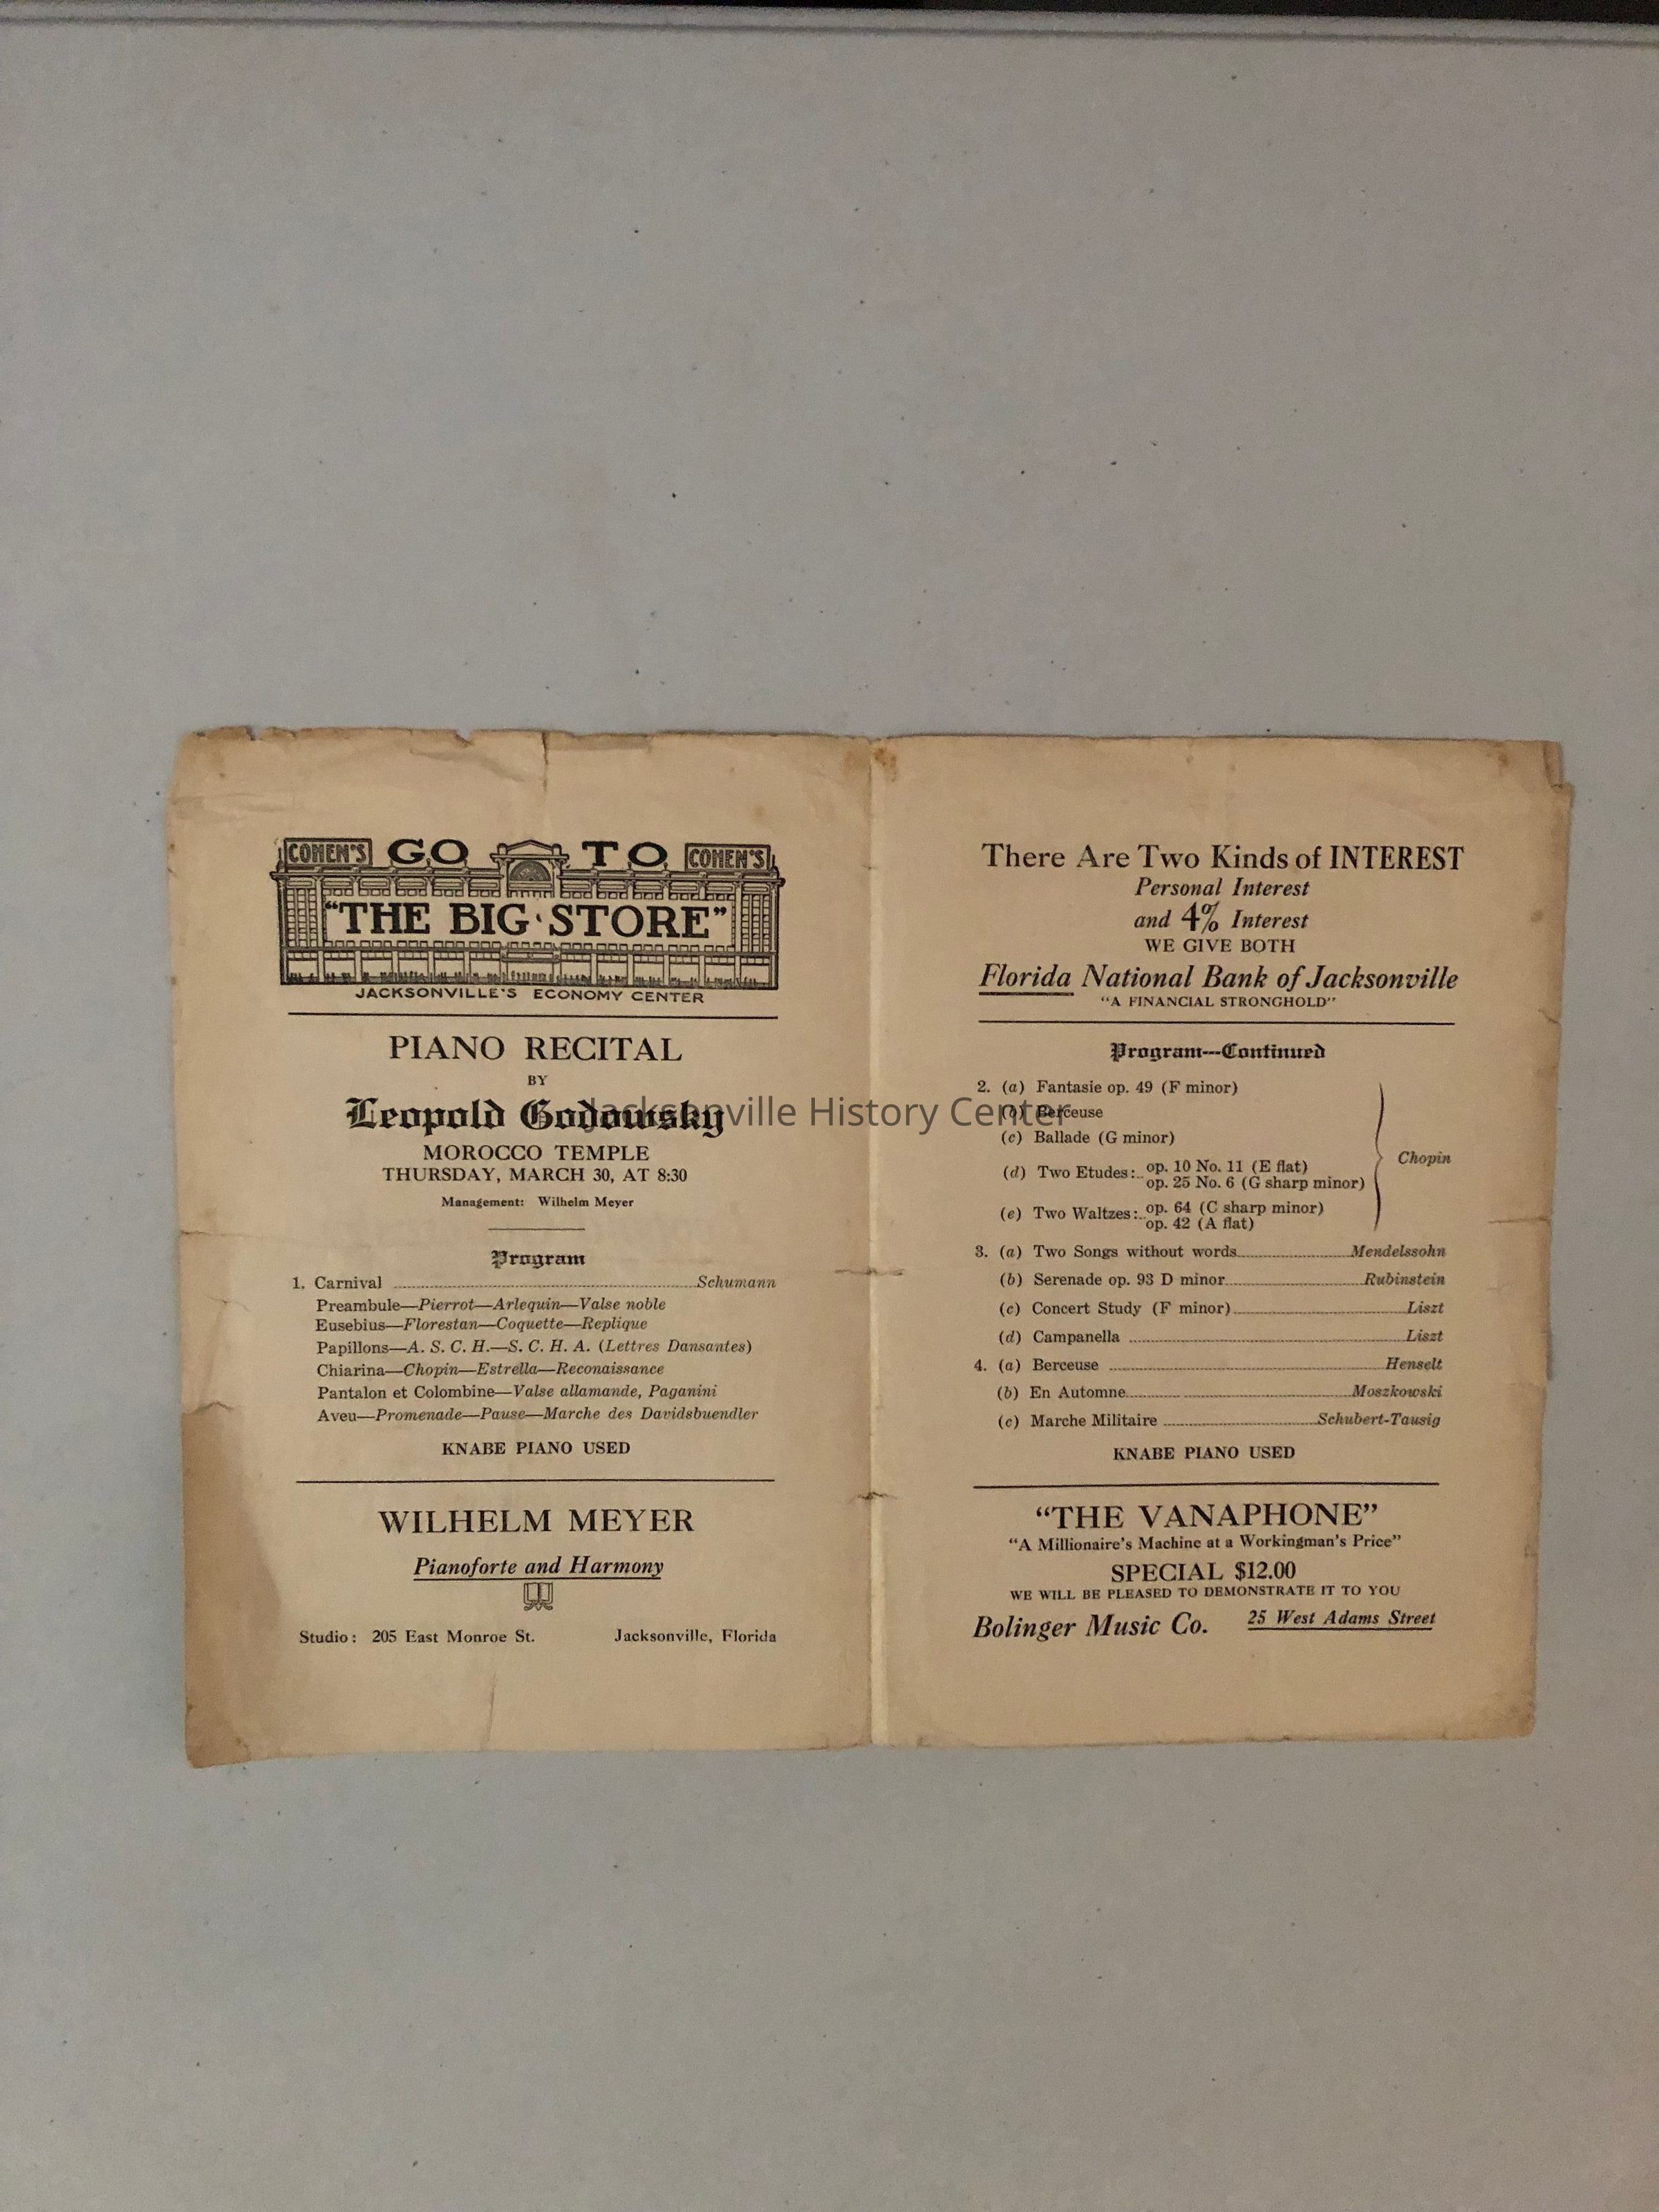 COHEN'S GO TO COHEN'S
"THE BIG STORE"
JACKSONVILLE'S ECONOMY CENTER
PIANO RECITAL
BY
Leopold Godowsky
MOROCCO TEMPLE
THURSDAY, MARCH 30, AT 8:30
Management: Wilhelm Meyer
Program
1. Carnival ........ Schumann
Preambule—Pierrot—Arlequin—Valse noble
Eusebius—Florestan—Coquette—Replique
Papillons—A. S. C. H.—S. C. H. A. (Lettres Dansantes)
Chiarina—Chopin—Estrella—Reconaissance
Pantalon et Colombine—Valse allamande, Paganini
Aveu—Promenade—Pause—Marche des Davidsbuendler
KNABE PIANO USED
WILHELM MEYER
Pianoforte and Harmony
Studio: 205 East Monroe St. Jacksonville, Florida
There Are Two Kinds of INTEREST
Personal Interest
and 4% Interest
WE GIVE BOTH
Florida National Bank of Jacksonville
"A FINANCIAL STRONGHOLD"
Program---Continued
2. (a) Fantasie op. 49 (F minor)
(b) Berceuse
(c) Ballade (G minor)
(d) Two Etudes:.. op. 10 No. 11 (E flat)
op. 25 No. 6 (G sharp minor)
Chopin
(e) Two Waltzes:.. op. 64 (C sharp minor)
op. 42 (A flat)
3. (a) Two Songs without words........ Mendelssohn
(b) Serenade op. 93 D minor........ Rubinstein
(c) Concert Study (F minor)........ Liszt
(d) Campanella ........ Liszt
4. (a) Berceuse ........ Henselt
(b) En Automne........ Moszkowski
(c) Marche Militaire ........ Schubert-Tausig
KNABE PIANO USED
"THE VANAPHONE"
"A Millionaire's Machine at a Workingman's Price"
SPECIAL $12.00
WE WILL BE PLEASED TO DEMONSTRATE IT TO YOU
Bolinger Music Co. 25 West Adams Street
Jacksonville History Center